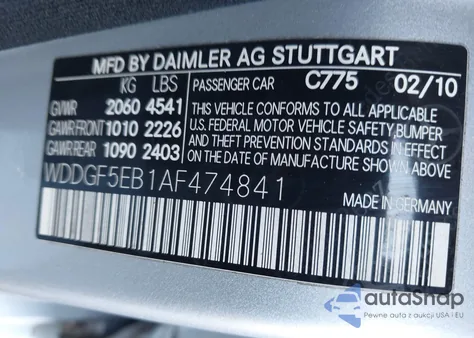 MFD BY DAIMLER AG STUTTGART
KG LBS PASSENGER CAR C775 02/10
GVWR 2060 4541 THIS VEHICLE CONFORMS TO ALL APPLICABLE
GAWR FRONT 1010 2226 U.S. FEDERAL MOTOR VEHICLE SAFETY, BUMPER
GAWR REAR 1090 2403 AND THEFT PREVENTION STANDARDS IN EFFECT
ON THE DATE OF MANUFACTURE SHOWN ABOVE.
WDDGF5EB1AF474841 MADE IN GERMANY
autaShop
Pewne auta z aukcji USA i EU